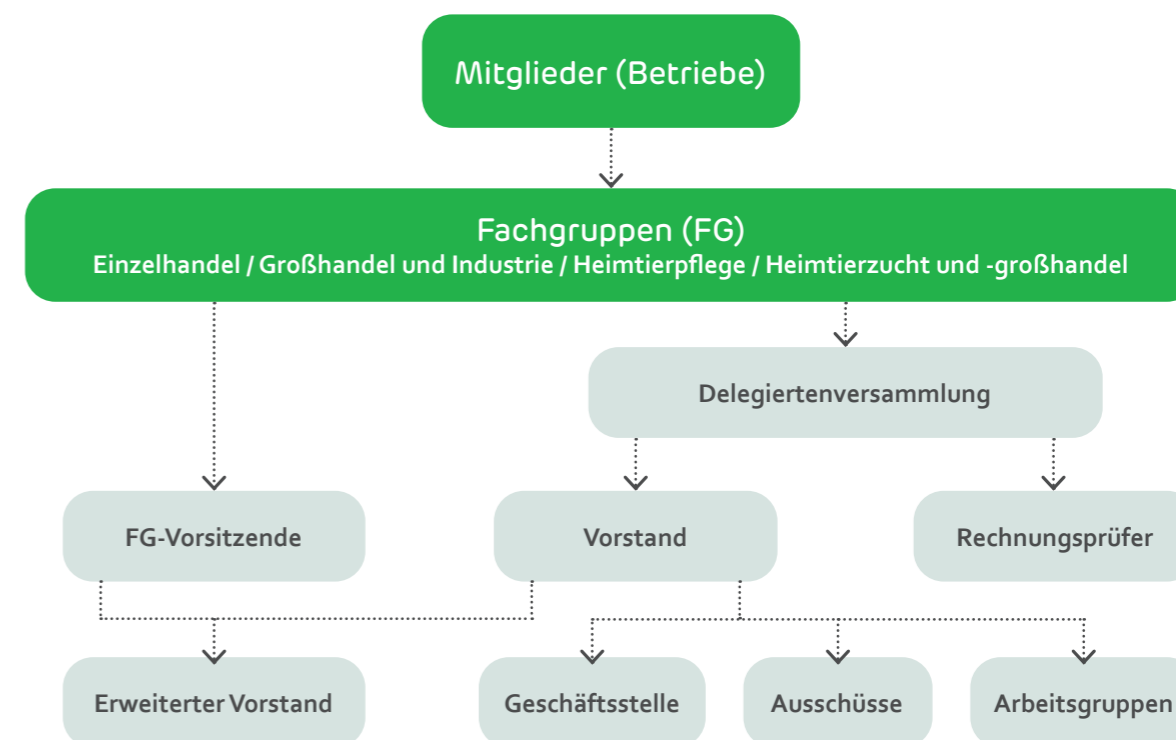 Mitglieder (Betriebe)
Fachgruppen (FG)
Einzelhandel / Großhandel und Industrie / Heimtierpflege / Heimtierzucht und -großhandel
Delegiertenversammlung
FG-Vorsitzende
Vorstand
Rechnungsprüfer
Erweiterter Vorstand
Geschäftsstelle
Ausschüsse
Arbeitsgruppen